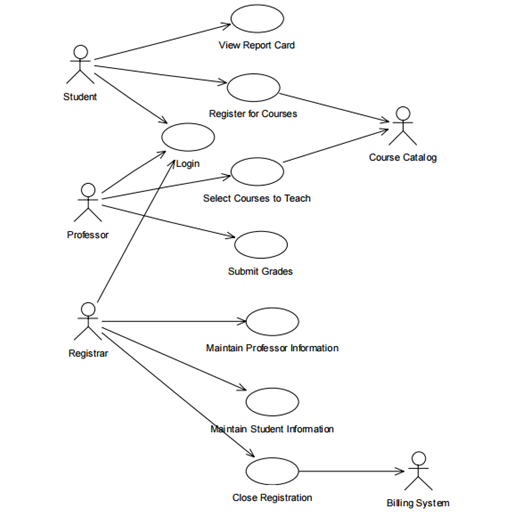 View Report Card
Student
Register for Courses
Login
Course Catalog
Select Courses to Teach
Professor
Submit Grades
Registrar
Maintain Professor Information
Maintain Student Information
Close Registration
Billing System